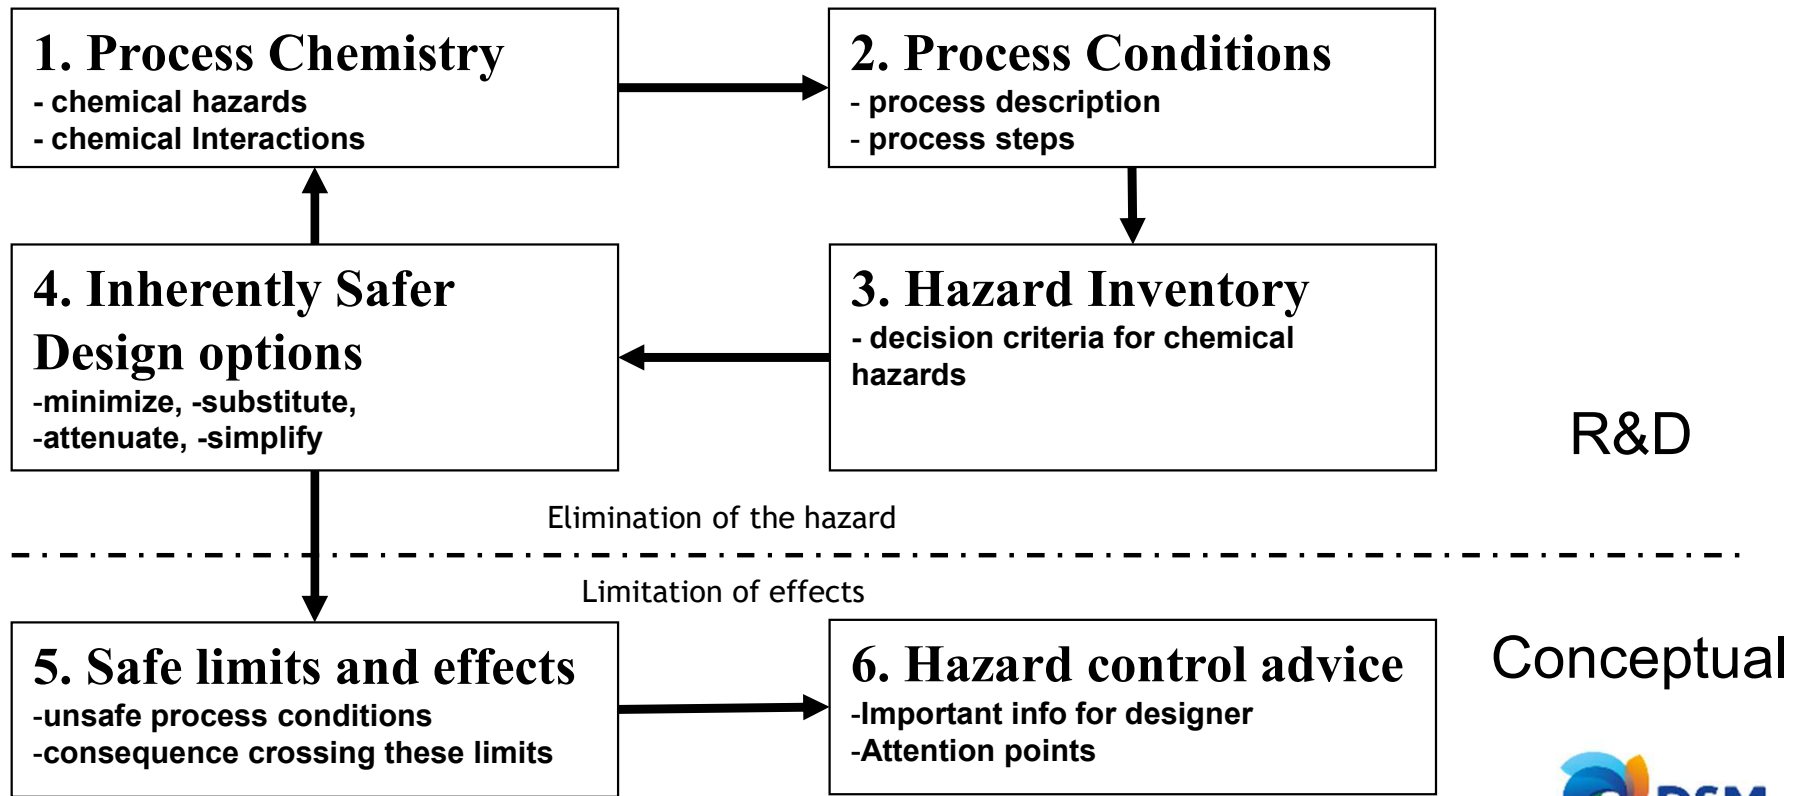 1. Process Chemistry
- chemical hazards
- chemical Interactions
2. Process Conditions
- process description
- process steps
4. Inherently Safer
Design options
-minimize, -substitute,
-attenuate, -simplify
3. Hazard Inventory
- decision criteria for chemical
hazards
R&D
Elimination of the hazard
Limitation of effects
5. Safe limits and effects
-unsafe process conditions
-consequence crossing these limits
6. Hazard control advice
-Important info for designer
-Attention points
Conceptual
DSM